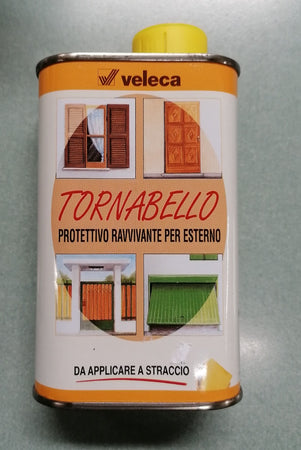 veleca
TORNABELLO
PROTETTIVO RAVVIVANTE PER ESTERNO
DA APPLICARE A STRACCIO